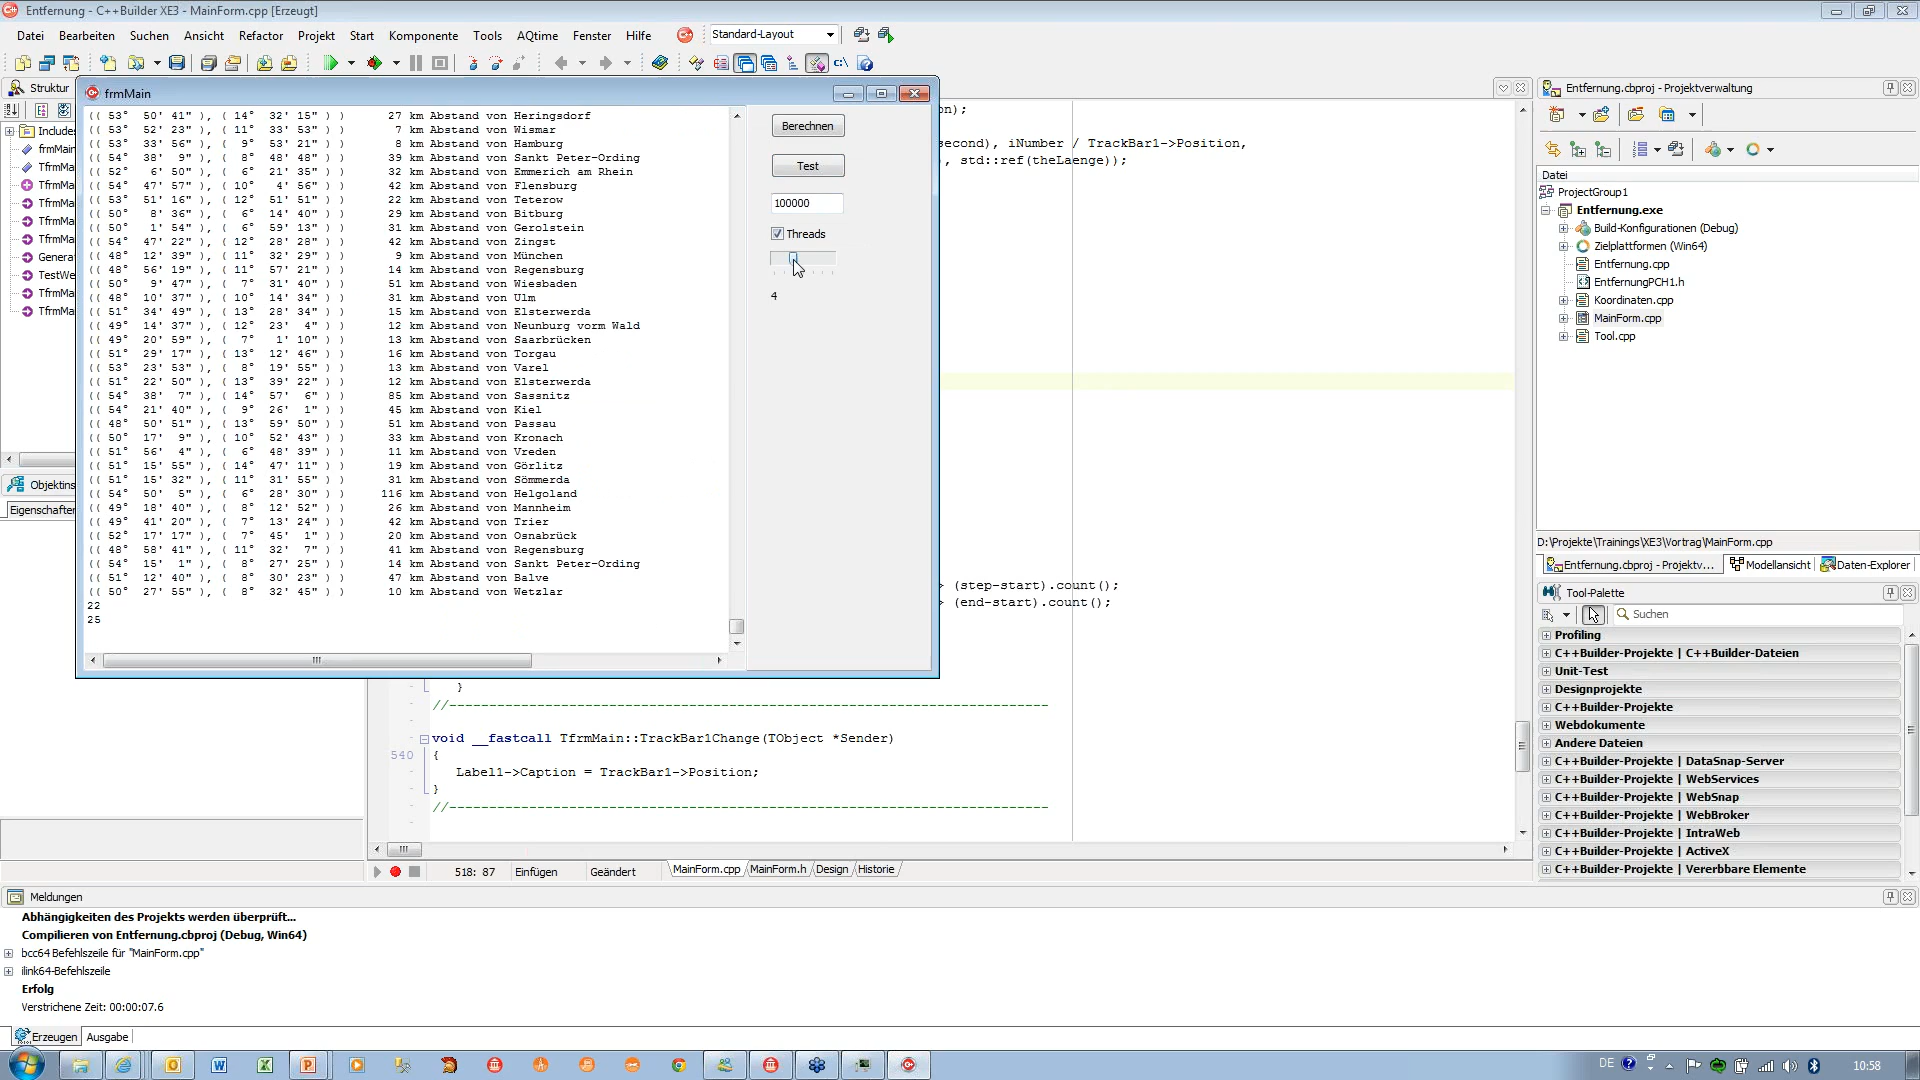 Entfernung - C++Builder XE3 - MainForm.cpp [Erzeugt]
Datei Bearbeiten Suchen Ansicht Refactor Projekt Start Komponente Tools AQtime Fenster Hilfe Standard-Layout
Struktur
Includes
frmMain
TfrmMa
TfrmMa
TfrmMa
TfrmMa
TfrmMa
Genera
TestWe
TfrmMa
TfrmMa
Objektins
Eigenschaften
frmMain
(( 53° 50' 41" ), ( 14° 32' 15" ) ) 27 km Abstand von Heringsdorf
(( 53° 52' 23" ), ( 11° 33' 53" ) ) 7 km Abstand von Wismar
(( 53° 33' 56" ), ( 9° 53' 21" ) ) 8 km Abstand von Hamburg
(( 54° 38' 9" ), ( 8° 48' 48" ) ) 39 km Abstand von Sankt Peter-Ording
(( 52° 6' 50" ), ( 6° 21' 35" ) ) 32 km Abstand von Emmerich am Rhein
(( 54° 47' 57" ), ( 10° 4' 56" ) ) 42 km Abstand von Flensburg
(( 53° 51' 16" ), ( 12° 51' 51" ) ) 22 km Abstand von Teterow
(( 50° 8' 36" ), ( 6° 14' 40" ) ) 29 km Abstand von Bitburg
(( 50° 1' 54" ), ( 6° 59' 13" ) ) 31 km Abstand von Gerolstein
(( 54° 47' 22" ), ( 12° 28' 28" ) ) 42 km Abstand von Zingst
(( 48° 12' 39" ), ( 11° 32' 29" ) ) 9 km Abstand von München
(( 48° 56' 19" ), ( 11° 57' 21" ) ) 14 km Abstand von Regensburg
(( 50° 9' 47" ), ( 7° 31' 40" ) ) 51 km Abstand von Wiesbaden
(( 48° 10' 37" ), ( 10° 14' 34" ) ) 31 km Abstand von Ulm
(( 51° 34' 49" ), ( 13° 28' 34" ) ) 15 km Abstand von Elsterwerda
(( 49° 14' 37" ), ( 12° 23' 4" ) ) 12 km Abstand von Neunburg vorm Wald
(( 49° 20' 59" ), ( 7° 1' 10" ) ) 13 km Abstand von Saarbrücken
(( 51° 29' 17" ), ( 13° 12' 46" ) ) 16 km Abstand von Torgau
(( 53° 23' 53" ), ( 8° 19' 55" ) ) 13 km Abstand von Varel
(( 51° 22' 50" ), ( 13° 39' 22" ) ) 12 km Abstand von Elsterwerda
(( 54° 38' 7" ), ( 14° 57' 6" ) ) 85 km Abstand von Sassnitz
(( 54° 21' 40" ), ( 9° 26' 1" ) ) 45 km Abstand von Kiel
(( 48° 50' 51" ), ( 13° 59' 50" ) ) 51 km Abstand von Passau
(( 50° 17' 9" ), ( 10° 52' 43" ) ) 33 km Abstand von Kronach
(( 51° 56' 4" ), ( 6° 48' 39" ) ) 11 km Abstand von Vreden
(( 51° 15' 55" ), ( 14° 47' 11" ) ) 19 km Abstand von Görlitz
(( 51° 15' 32" ), ( 11° 31' 55" ) ) 31 km Abstand von Sömmerda
(( 54° 50' 5" ), ( 6° 28' 30" ) ) 116 km Abstand von Helgoland
(( 49° 18' 40" ), ( 8° 12' 52" ) ) 26 km Abstand von Mannheim
(( 49° 41' 20" ), ( 7° 13' 24" ) ) 42 km Abstand von Trier
(( 52° 17' 17" ), ( 7° 45' 1" ) ) 20 km Abstand von Osnabrück
(( 48° 58' 41" ), ( 11° 32' 7" ) ) 41 km Abstand von Regensburg
(( 54° 15' 1" ), ( 8° 27' 25" ) ) 14 km Abstand von Sankt Peter-Ording
(( 51° 12' 40" ), ( 8° 30' 23" ) ) 47 km Abstand von Balve
(( 50° 27' 55" ), ( 8° 32' 45" ) ) 10 km Abstand von Wetzlar
22
25
Berechnen
Test
100000
Threads
4
on);
second), iNumber / TrackBar1->Position,
), std::ref(theLaenge));
> (step-start).count();
> (end-start).count();
}
//---------------------------------------------------------------------------
void __fastcall TfrmMain::TrackBar1Change(TObject *Sender)
540 {
Label1->Caption = TrackBar1->Position;
}
//---------------------------------------------------------------------------
518: 87 Einfügen Geändert MainForm.cpp MainForm.h Design Historie
Entfernung.cbproj - Projektverwaltung
Datei
ProjectGroup1
Entfernung.exe
Build-Konfigurationen (Debug)
Zielplattformen (Win64)
Entfernung.cpp
EntfernungPCH1.h
Koordinaten.cpp
MainForm.cpp
Tool.cpp
D:\Projekte\Trainings\XE3\Vortrag\MainForm.cpp
Entfernung.cbproj - Projektv... Modellansicht Daten-Explorer
Tool-Palette
Suchen
Profiling
C++Builder-Projekte | C++Builder-Dateien
Unit-Test
Designprojekte
C++Builder-Projekte
Webdokumente
Andere Dateien
C++Builder-Projekte | DataSnap-Server
C++Builder-Projekte | WebServices
C++Builder-Projekte | WebSnap
C++Builder-Projekte | WebBroker
C++Builder-Projekte | IntraWeb
C++Builder-Projekte | ActiveX
C++Builder-Projekte | Vererbbare Elemente
Meldungen
Abhängigkeiten des Projekts werden überprüft...
Compilieren von Entfernung.cbproj (Debug, Win64)
bcc64 Befehlszeile für "MainForm.cpp"
ilink64-Befehlszeile
Erfolg
Verstrichene Zeit: 00:00:07.6
Erzeugen Ausgabe
DE 10:58